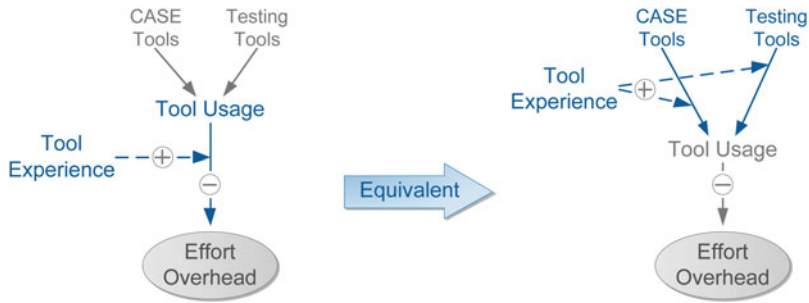 CASE
Tools
Testing
Tools
Tool Usage
Tool
Experience
+
−
Effort
Overhead
Equivalent
CASE
Tools
Testing
Tools
Tool
Experience
+
Tool Usage
−
Effort
Overhead